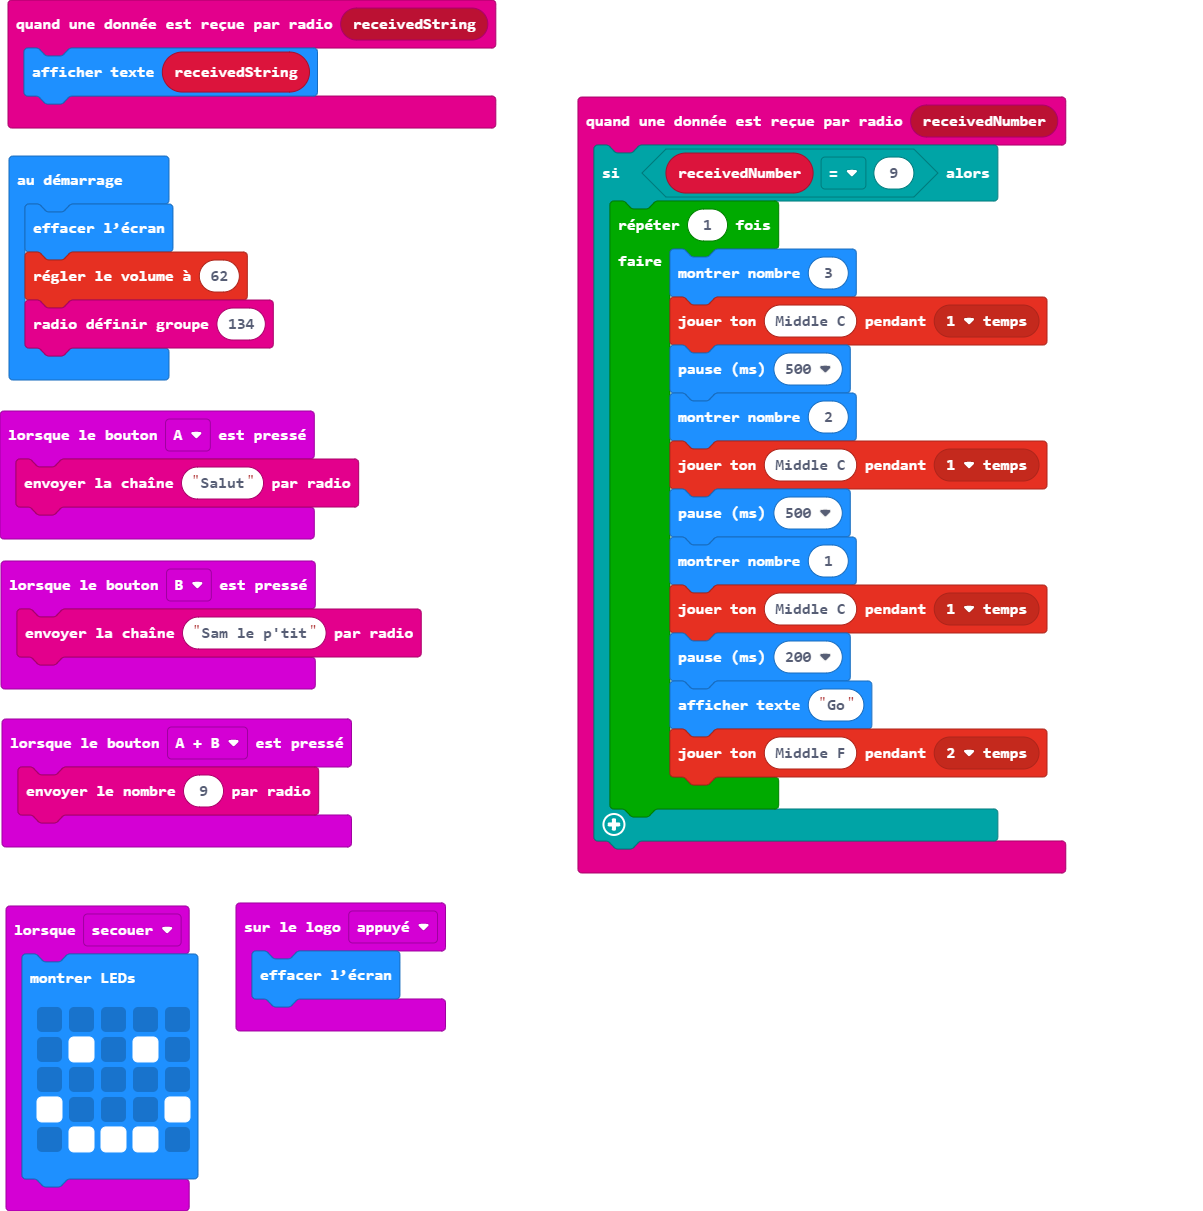 quand une donnée est reçue par radio receivedString
afficher texte receivedString
au démarrage
effacer l'écran
régler le volume à 62
radio définir groupe 134
lorsque le bouton A est pressé
envoyer la chaîne "Salut" par radio
lorsque le bouton B est pressé
envoyer la chaîne "Sam le p'tit" par radio
lorsque le bouton A + B est pressé
envoyer le nombre 9 par radio
lorsque secouer
montrer LEDs
sur le logo appuyé
effacer l'écran
quand une donnée est reçue par radio receivedNumber
si receivedNumber = 9 alors
répéter 1 fois
faire
montrer nombre 3
jouer ton Middle C pendant 1 temps
pause (ms) 500
montrer nombre 2
jouer ton Middle C pendant 1 temps
pause (ms) 500
montrer nombre 1
jouer ton Middle C pendant 1 temps
pause (ms) 200
afficher texte "Go"
jouer ton Middle F pendant 2 temps